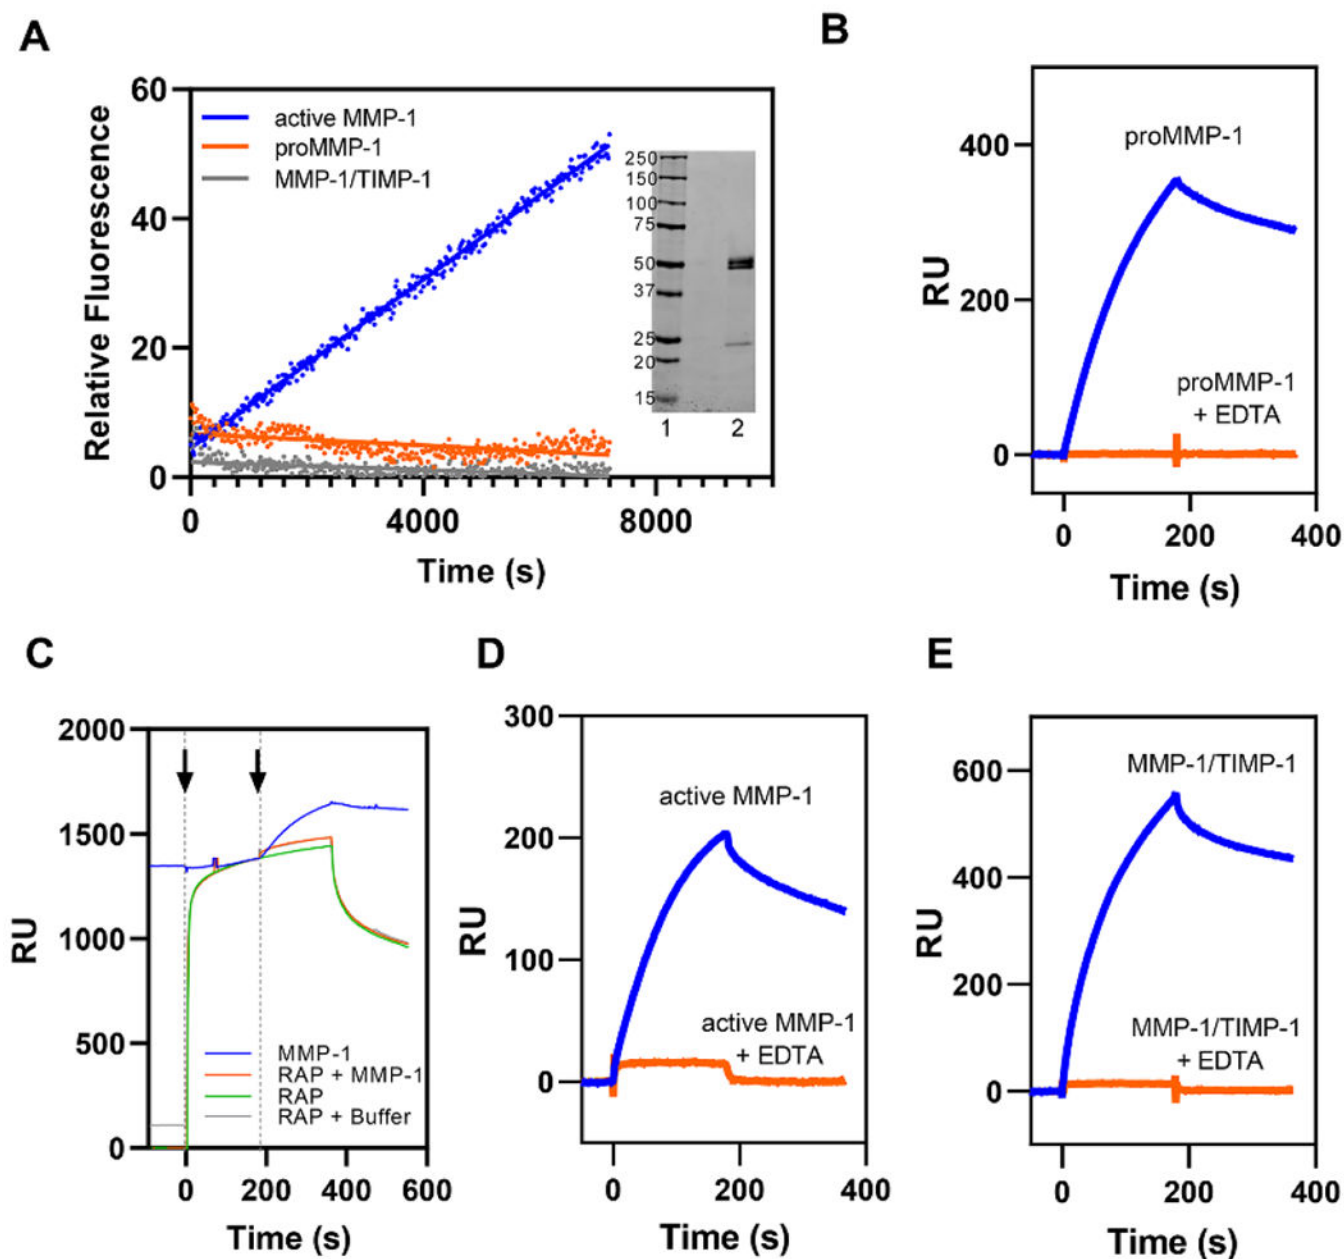 A
60
40
20
0
Relative Fluorescence
active MMP-1
proMMP-1
MMP-1/TIMP-1
250
150
100
75
50
37
25
20
15
1 2
0 4000 8000
Time (s)
B
400
200
0
RU
proMMP-1
proMMP-1
+ EDTA
0 200 400
Time (s)
C
2000
1500
1000
500
0
RU
MMP-1
RAP + MMP-1
RAP
RAP + Buffer
0 200 400 600
Time (s)
D
300
200
100
0
active MMP-1
active MMP-1
+ EDTA
0 200 400
Time (s)
E
600
400
200
0
RU
MMP-1/TIMP-1
MMP-1/TIMP-1
+ EDTA
0 200 400
Time (s)